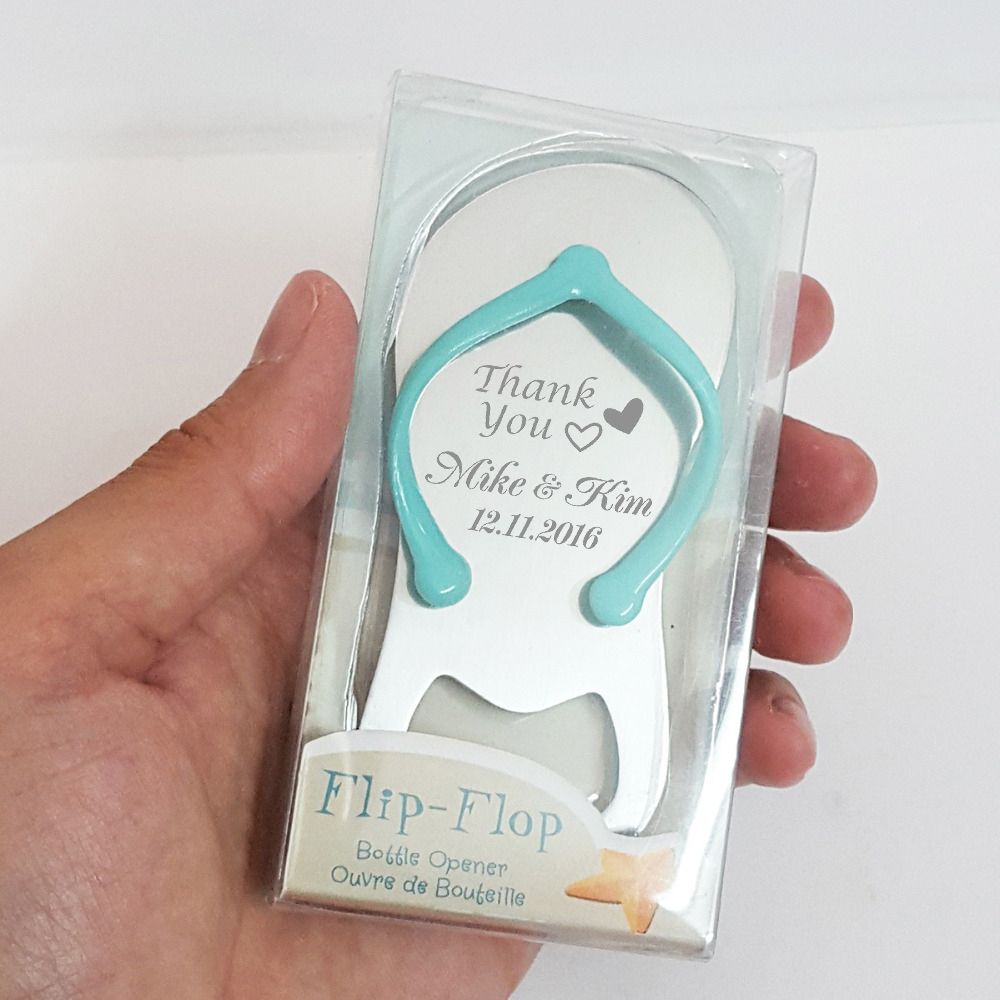 Thank
You
Mike & Kim
12.11.2016
Flip-Flop
Bottle Opener
Ouvre de Bouteille